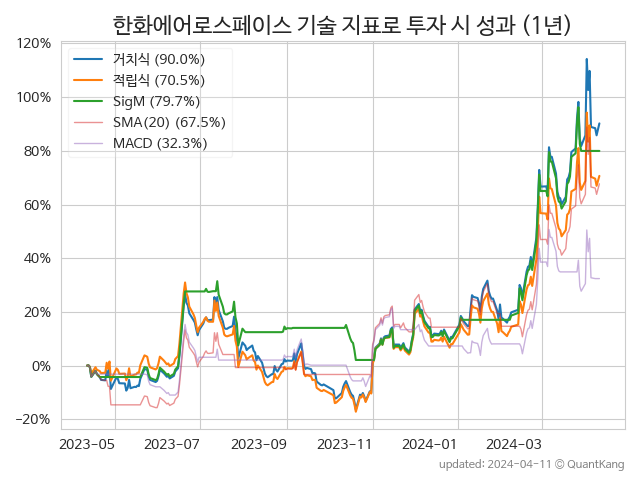 한화에어로스페이스 기술 지표로 투자 시 성과 (1년)
120%
100%
80%
60%
40%
20%
0%
−20%
거치식 (90.0%)
적립식 (70.5%)
SigM (79.7%)
SMA(20) (67.5%)
MACD (32.3%)
2023-05 2023-07 2023-09 2023-11 2024-01 2024-03
updated: 2024-04-11 © QuantKang